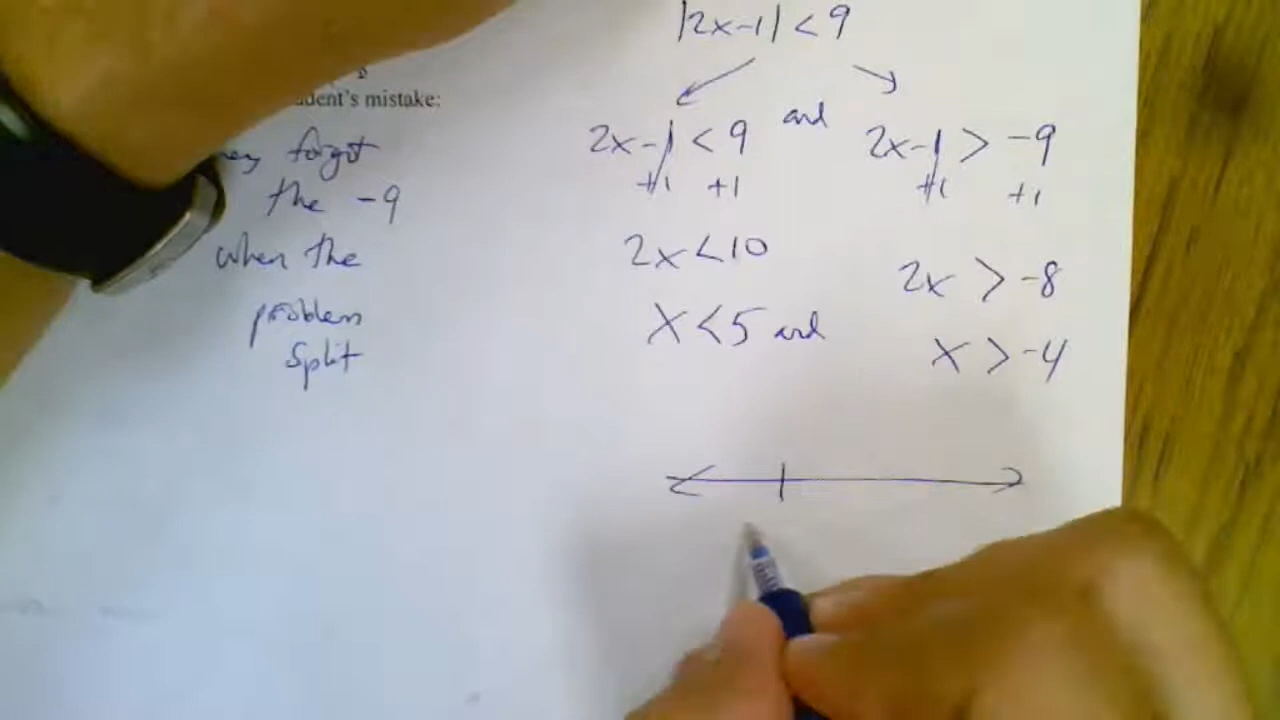 student's mistake:
forgot
the -9
when the
problem
split
|2x-1| < 9
2x-1 < 9 and 2x-1 > -9
+1 +1 +1 +1
2x < 10
2x > -8
x < 5 and
x > -4